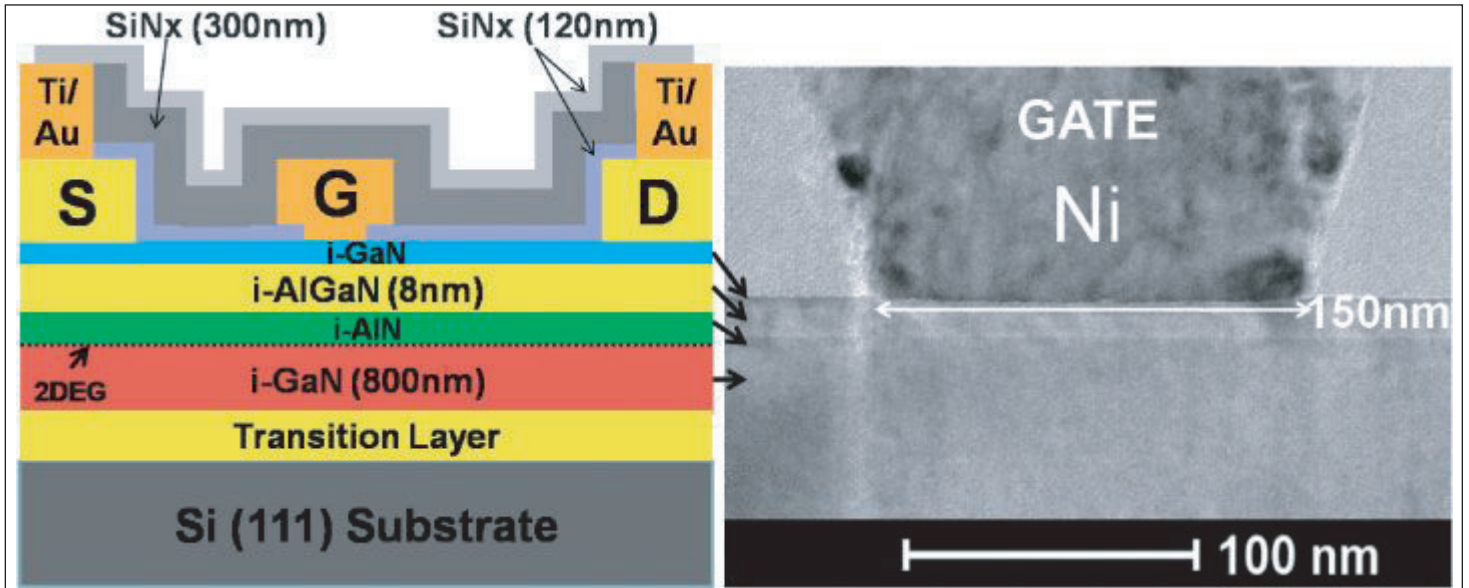 SiNx (300nm)
SiNx (120nm)
Ti/
Au
Ti/
Au
S
G
D
i-GaN
i-AlGaN (8nm)
i-AlN
2DEG
i-GaN (800nm)
Transition Layer
Si (111) Substrate
GATE
Ni
150nm
100 nm